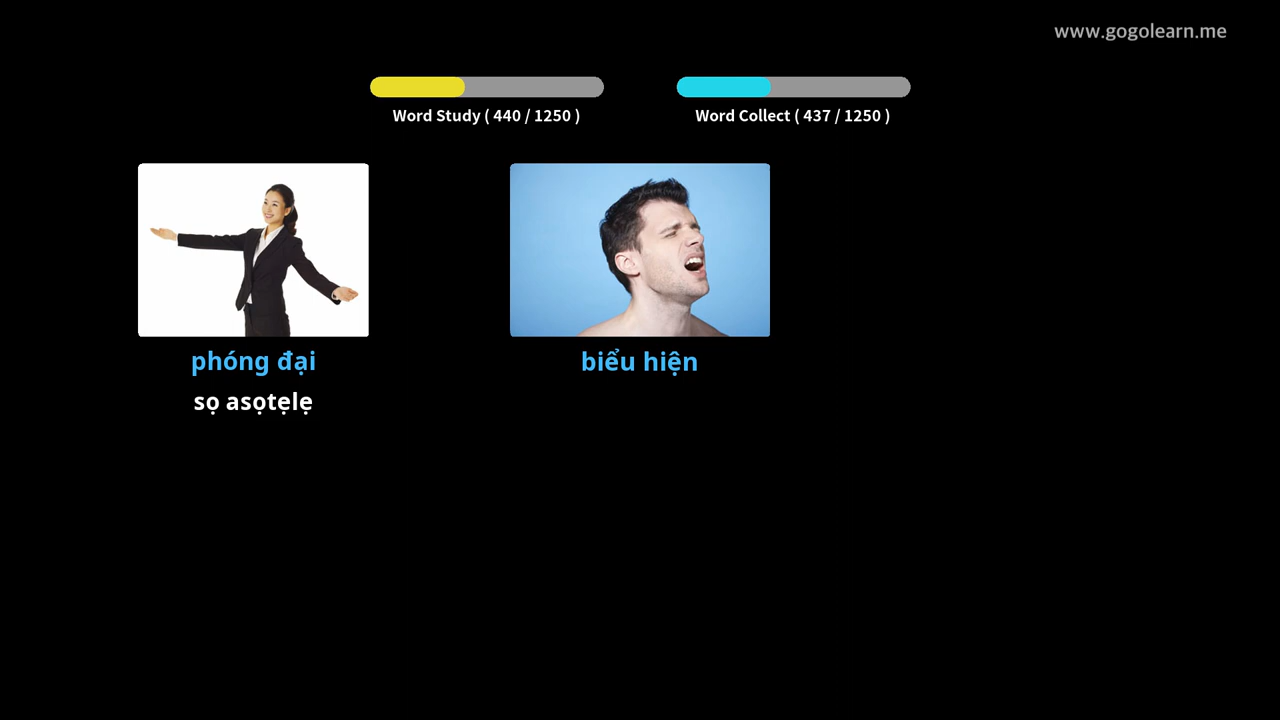 www.gogolearn.me
Word Study ( 440 / 1250 )
Word Collect ( 437 / 1250 )
phóng đại
sọ asọtẹlẹ
biểu hiện